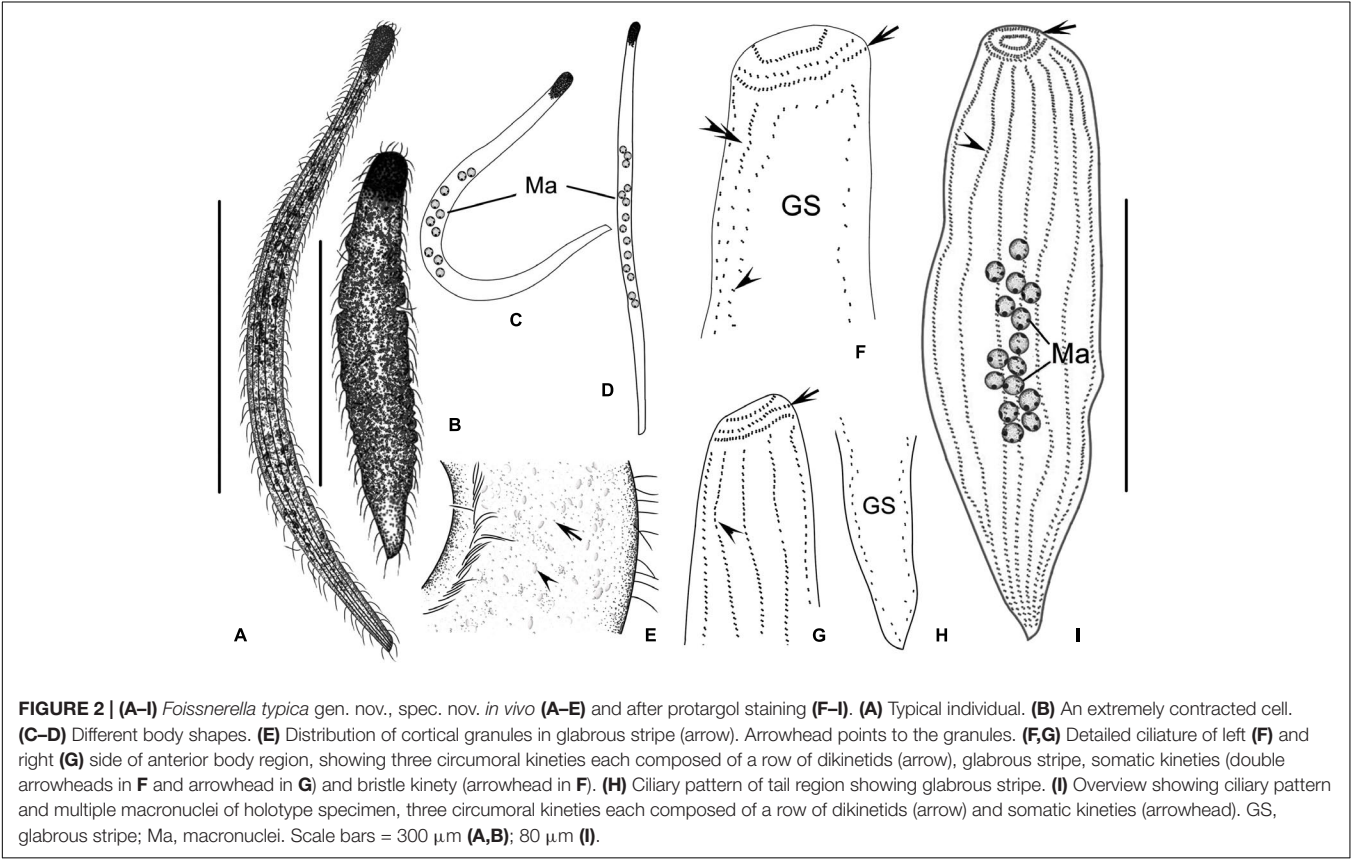 Ma
GS
F
C
D
B
Ma
GS
A
E
G
H
I
FIGURE 2 | (A–I) Foissnerella typica gen. nov., spec. nov. in vivo (A–E) and after protargol staining (F–I). (A) Typical individual. (B) An extremely contracted cell.
(C–D) Different body shapes. (E) Distribution of cortical granules in glabrous stripe (arrow). Arrowhead points to the granules. (F,G) Detailed ciliature of left (F) and
right (G) side of anterior body region, showing three circumoral kineties each composed of a row of dikinetids (arrow), glabrous stripe, somatic kineties (double
arrowheads in F and arrowhead in G) and bristle kinety (arrowhead in F). (H) Ciliary pattern of tail region showing glabrous stripe. (I) Overview showing ciliary pattern
and multiple macronuclei of holotype specimen, three circumoral kineties each composed of a row of dikinetids (arrow) and somatic kineties (arrowhead). GS,
glabrous stripe; Ma, macronuclei. Scale bars = 300 μm (A,B); 80 μm (I).